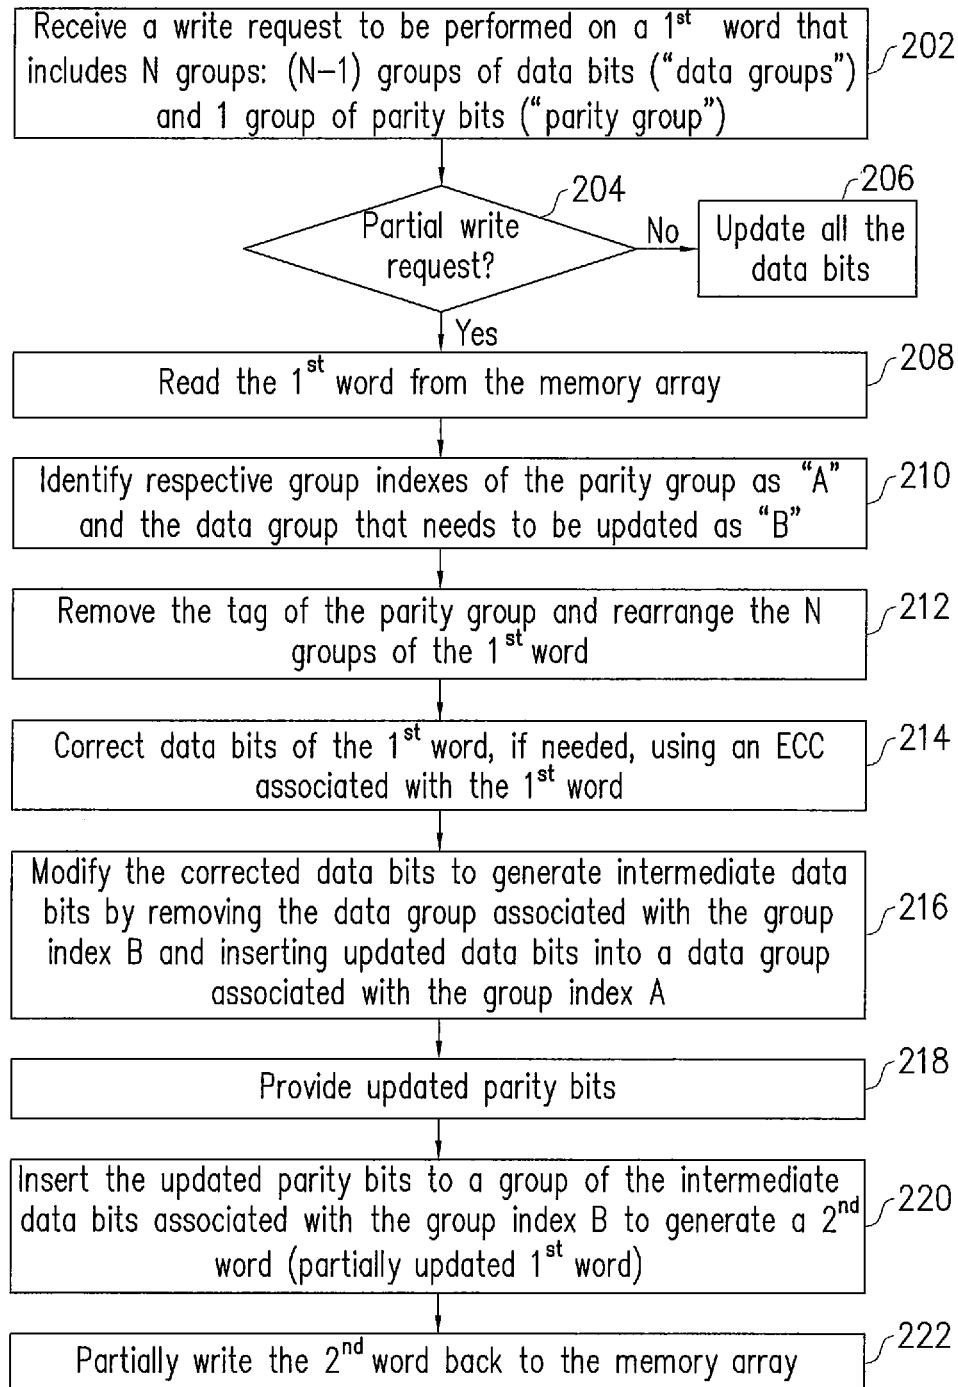 Receive a write request to be performed on a 1st word that
includes N groups: (N−1) groups of data bits (“data groups”)
and 1 group of parity bits (“parity group”)
202
204
Partial write
request?
No
206
Update all the
data bits
Yes
Read the 1st word from the memory array
208
Identify respective group indexes of the parity group as “A”
and the data group that needs to be updated as “B”
210
Remove the tag of the parity group and rearrange the N
groups of the 1st word
212
Correct data bits of the 1st word, if needed, using an ECC
associated with the 1st word
214
Modify the corrected data bits to generate intermediate data
bits by removing the data group associated with the group
index B and inserting updated data bits into a data group
associated with the group index A
216
Provide updated parity bits
218
Insert the updated parity bits to a group of the intermediate
data bits associated with the group index B to generate a 2nd
word (partially updated 1st word)
220
Partially write the 2nd word back to the memory array
222